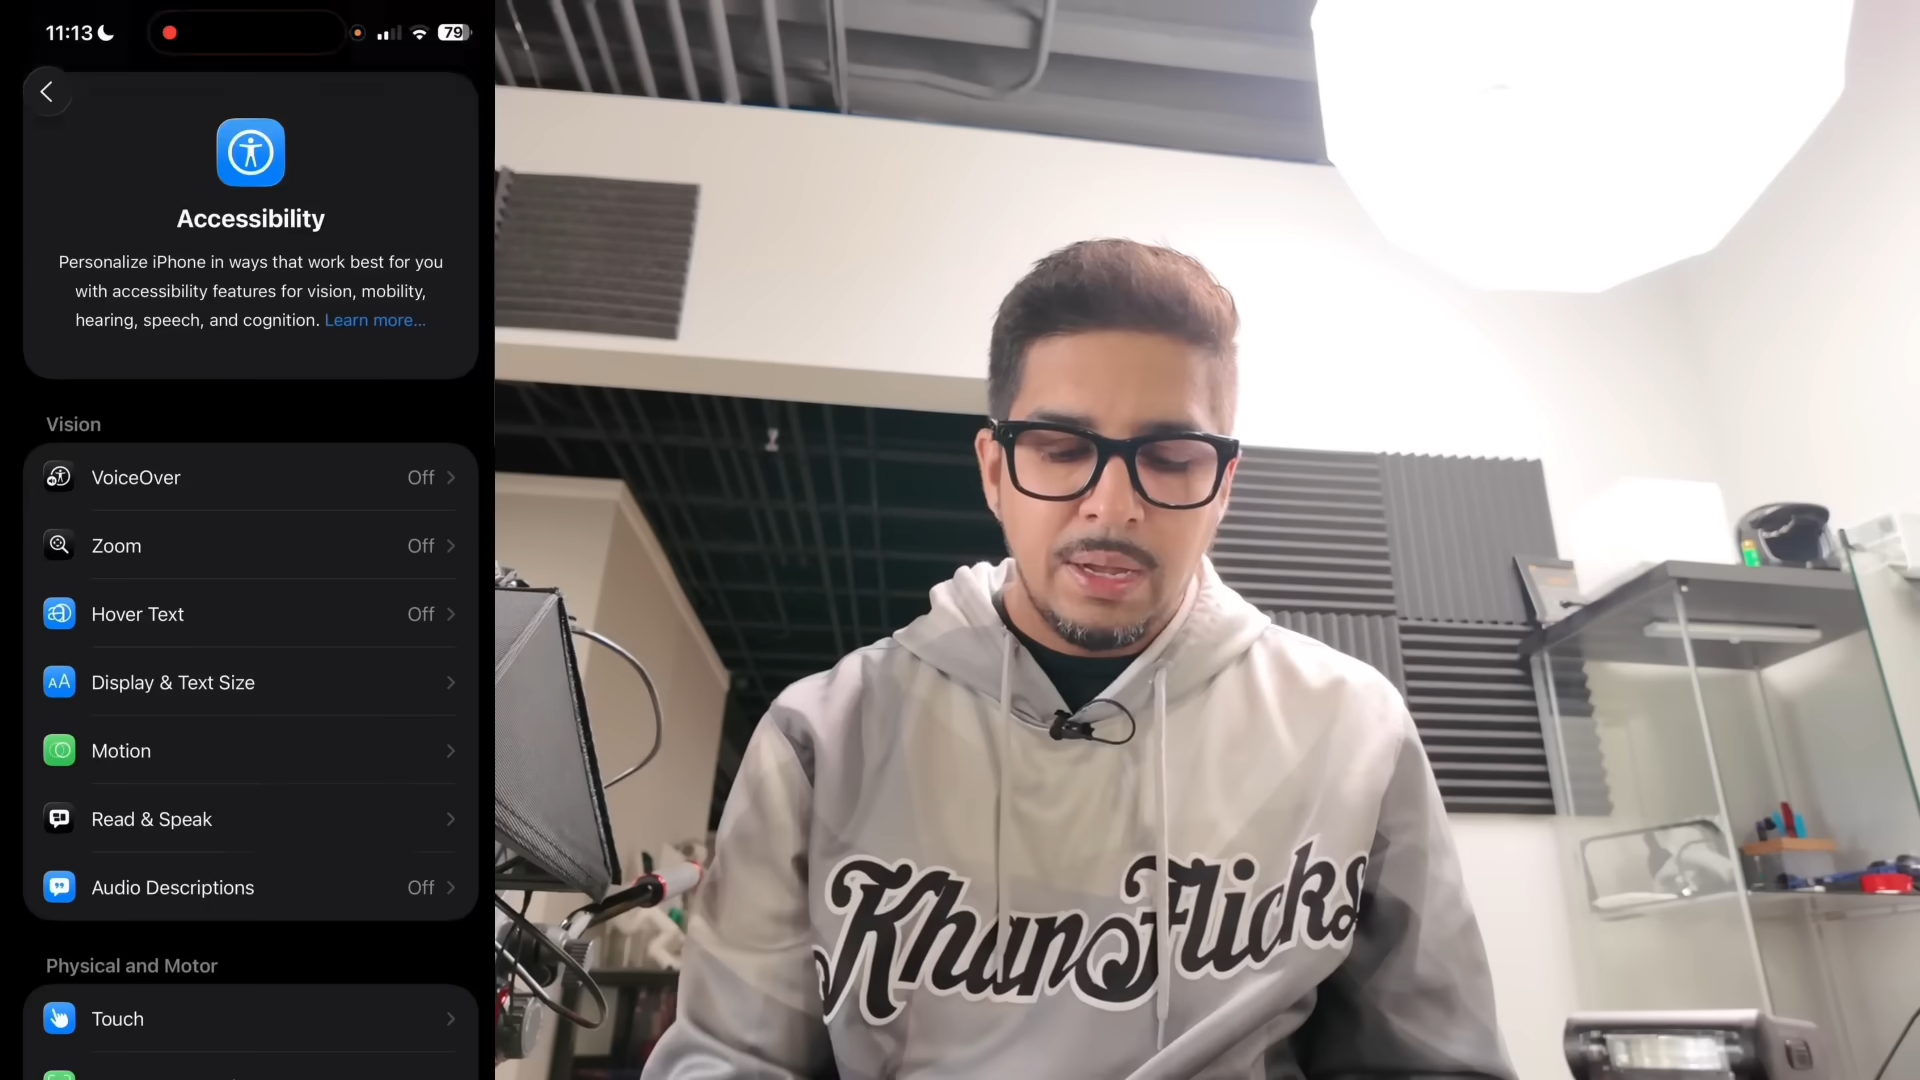 11:13
79
Accessibility
Personalize iPhone in ways that work best for you
with accessibility features for vision, mobility,
hearing, speech, and cognition. Learn more...
Vision
VoiceOver Off
Zoom Off
Hover Text Off
Display & Text Size
Motion
Read & Speak
Audio Descriptions Off
Physical and Motor
Touch
KhanFlicks